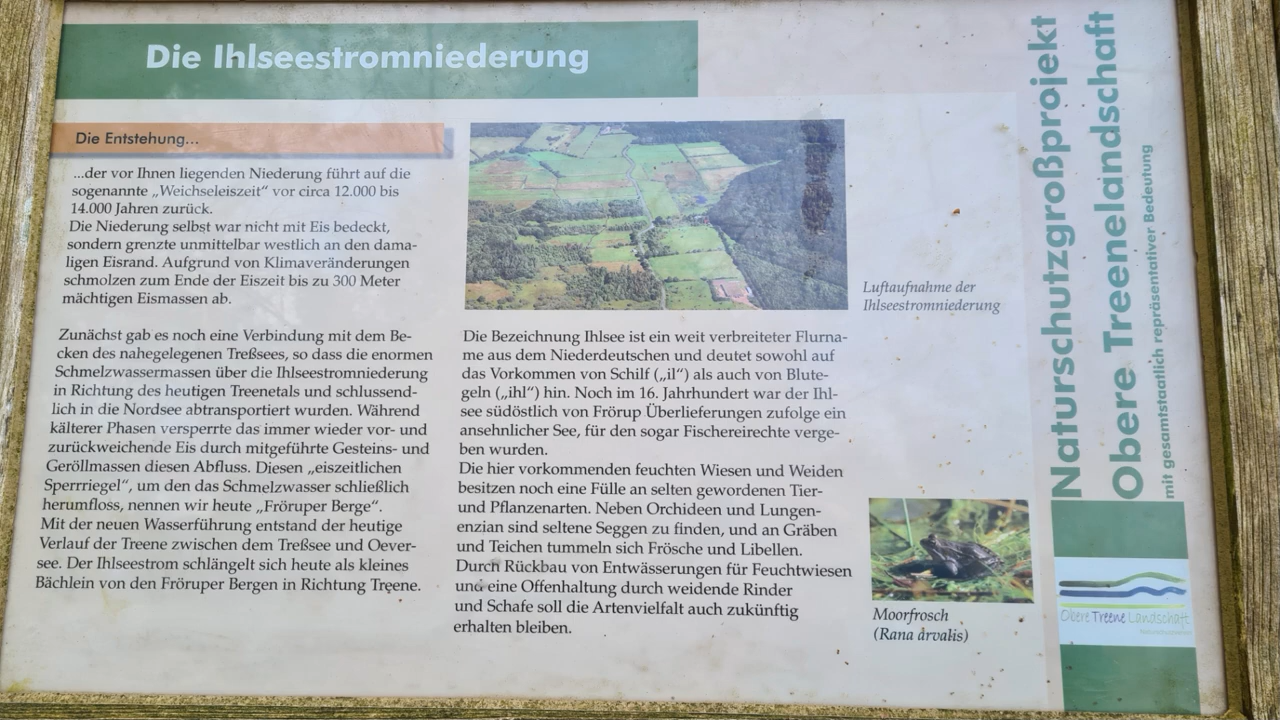 Die Ihlseestromniederung
Die Entstehung...
...der vor Ihnen liegenden Niederung führt auf die
sogenannte „Weichseleiszeit“ vor circa 12.000 bis
14.000 Jahren zurück.
Die Niederung selbst war nicht mit Eis bedeckt,
sondern grenzte unmittelbar westlich an den dama-
ligen Eisrand. Aufgrund von Klimaveränderungen
schmolzen zum Ende der Eiszeit bis zu 300 Meter
mächtigen Eismassen ab.
Zunächst gab es noch eine Verbindung mit dem Be-
cken des nahegelegenen Treßsees, so dass die enormen
Schmelzwassermassen über die Ihlseestromniederung
in Richtung des heutigen Treenetals und schlussend-
lich in die Nordsee abtransportiert wurden. Während
kälterer Phasen versperrte das immer wieder vor- und
zurückweichende Eis durch mitgeführte Gesteins- und
Geröllmassen diesen Abfluss. Diesen „eiszeitlichen
Sperrriegel“, um den das Schmelzwasser schließlich
herumfloss, nennen wir heute „Fröruper Berge“.
Mit der neuen Wasserführung entstand der heutige
Verlauf der Treene zwischen dem Treßsee und Oever-
see. Der Ihlseestrom schlängelt sich heute als kleines
Bächlein von den Fröruper Bergen in Richtung Treene.
Luftaufnahme der
Ihlseestromniederung
Die Bezeichnung Ihlsee ist ein weit verbreiteter Flurna-
me aus dem Niederdeutschen und deutet sowohl auf
das Vorkommen von Schilf („il“) als auch von Blute-
geln („ihl“) hin. Noch im 16. Jahrhundert war der Ihl-
see südöstlich von Frörup Überlieferungen zufolge ein
ansehnlicher See, für den sogar Fischereirechte verge-
ben wurden.
Die hier vorkommenden feuchten Wiesen und Weiden
besitzen noch eine Fülle an selten gewordenen Tier-
und Pflanzenarten. Neben Orchideen und Lungen-
enzian sind seltene Seggen zu finden, und an Gräben
und Teichen tummeln sich Frösche und Libellen.
Durch Rückbau von Entwässerungen für Feuchtwiesen
und eine Offenhaltung durch weidende Rinder
und Schafe soll die Artenvielfalt auch zukünftig
erhalten bleiben.
Moorfrosch
(Rana arvalis)
Naturschutzgroßprojekt
Obere Treenelandschaft
mit gesamtstaatlich repräsentativer Bedeutung
Obere Treene Landschaft